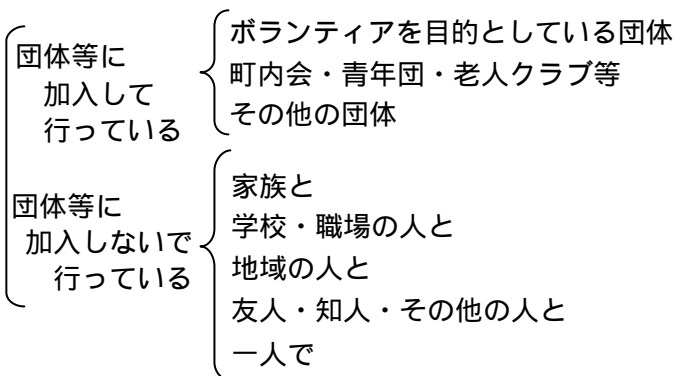 団体等に
加入して
行っている
ボランティアを目的としている団体
町内会・青年団・老人クラブ等
その他の団体
団体等に
加入しないで
行っている
家族と
学校・職場の人と
地域の人と
友人・知人・その他の人と
一人で